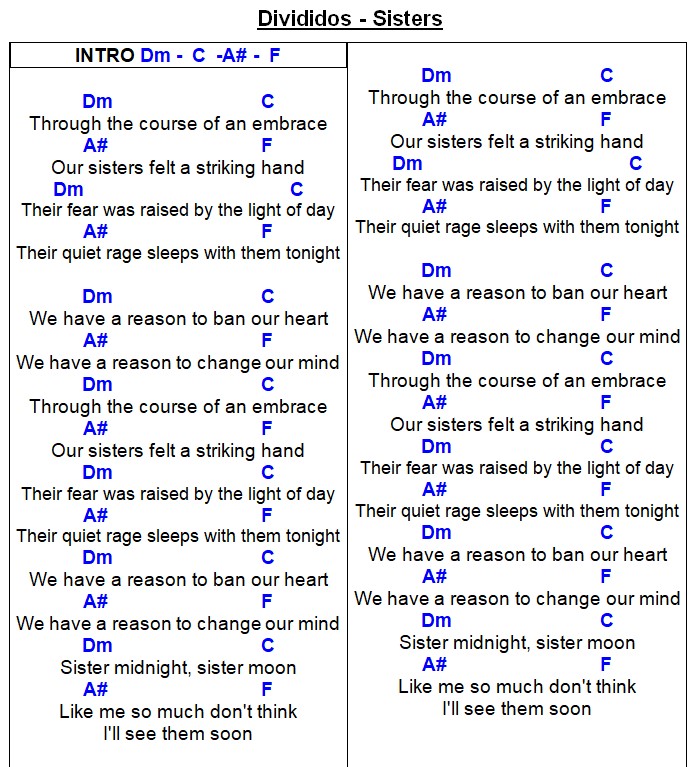 Divididos - Sisters
INTRO Dm - C -A# - F
Dm C
Through the course of an embrace
A# F
Our sisters felt a striking hand
Dm C
Their fear was raised by the light of day
A# F
Their quiet rage sleeps with them tonight
Dm C
We have a reason to ban our heart
A# F
We have a reason to change our mind
Dm C
Through the course of an embrace
A# F
Our sisters felt a striking hand
Dm C
Their fear was raised by the light of day
A# F
Their quiet rage sleeps with them tonight
Dm C
We have a reason to ban our heart
A# F
We have a reason to change our mind
Dm C
Sister midnight, sister moon
A# F
Like me so much don't think
I'll see them soon
Dm C
Through the course of an embrace
A# F
Our sisters felt a striking hand
Dm C
Their fear was raised by the light of day
A# F
Their quiet rage sleeps with them tonight
Dm C
We have a reason to ban our heart
A# F
We have a reason to change our mind
Dm C
Through the course of an embrace
A# F
Our sisters felt a striking hand
Dm C
Their fear was raised by the light of day
A# F
Their quiet rage sleeps with them tonight
Dm C
We have a reason to ban our heart
A# F
We have a reason to change our mind
Dm C
Sister midnight, sister moon
A# F
Like me so much don't think
I'll see them soon